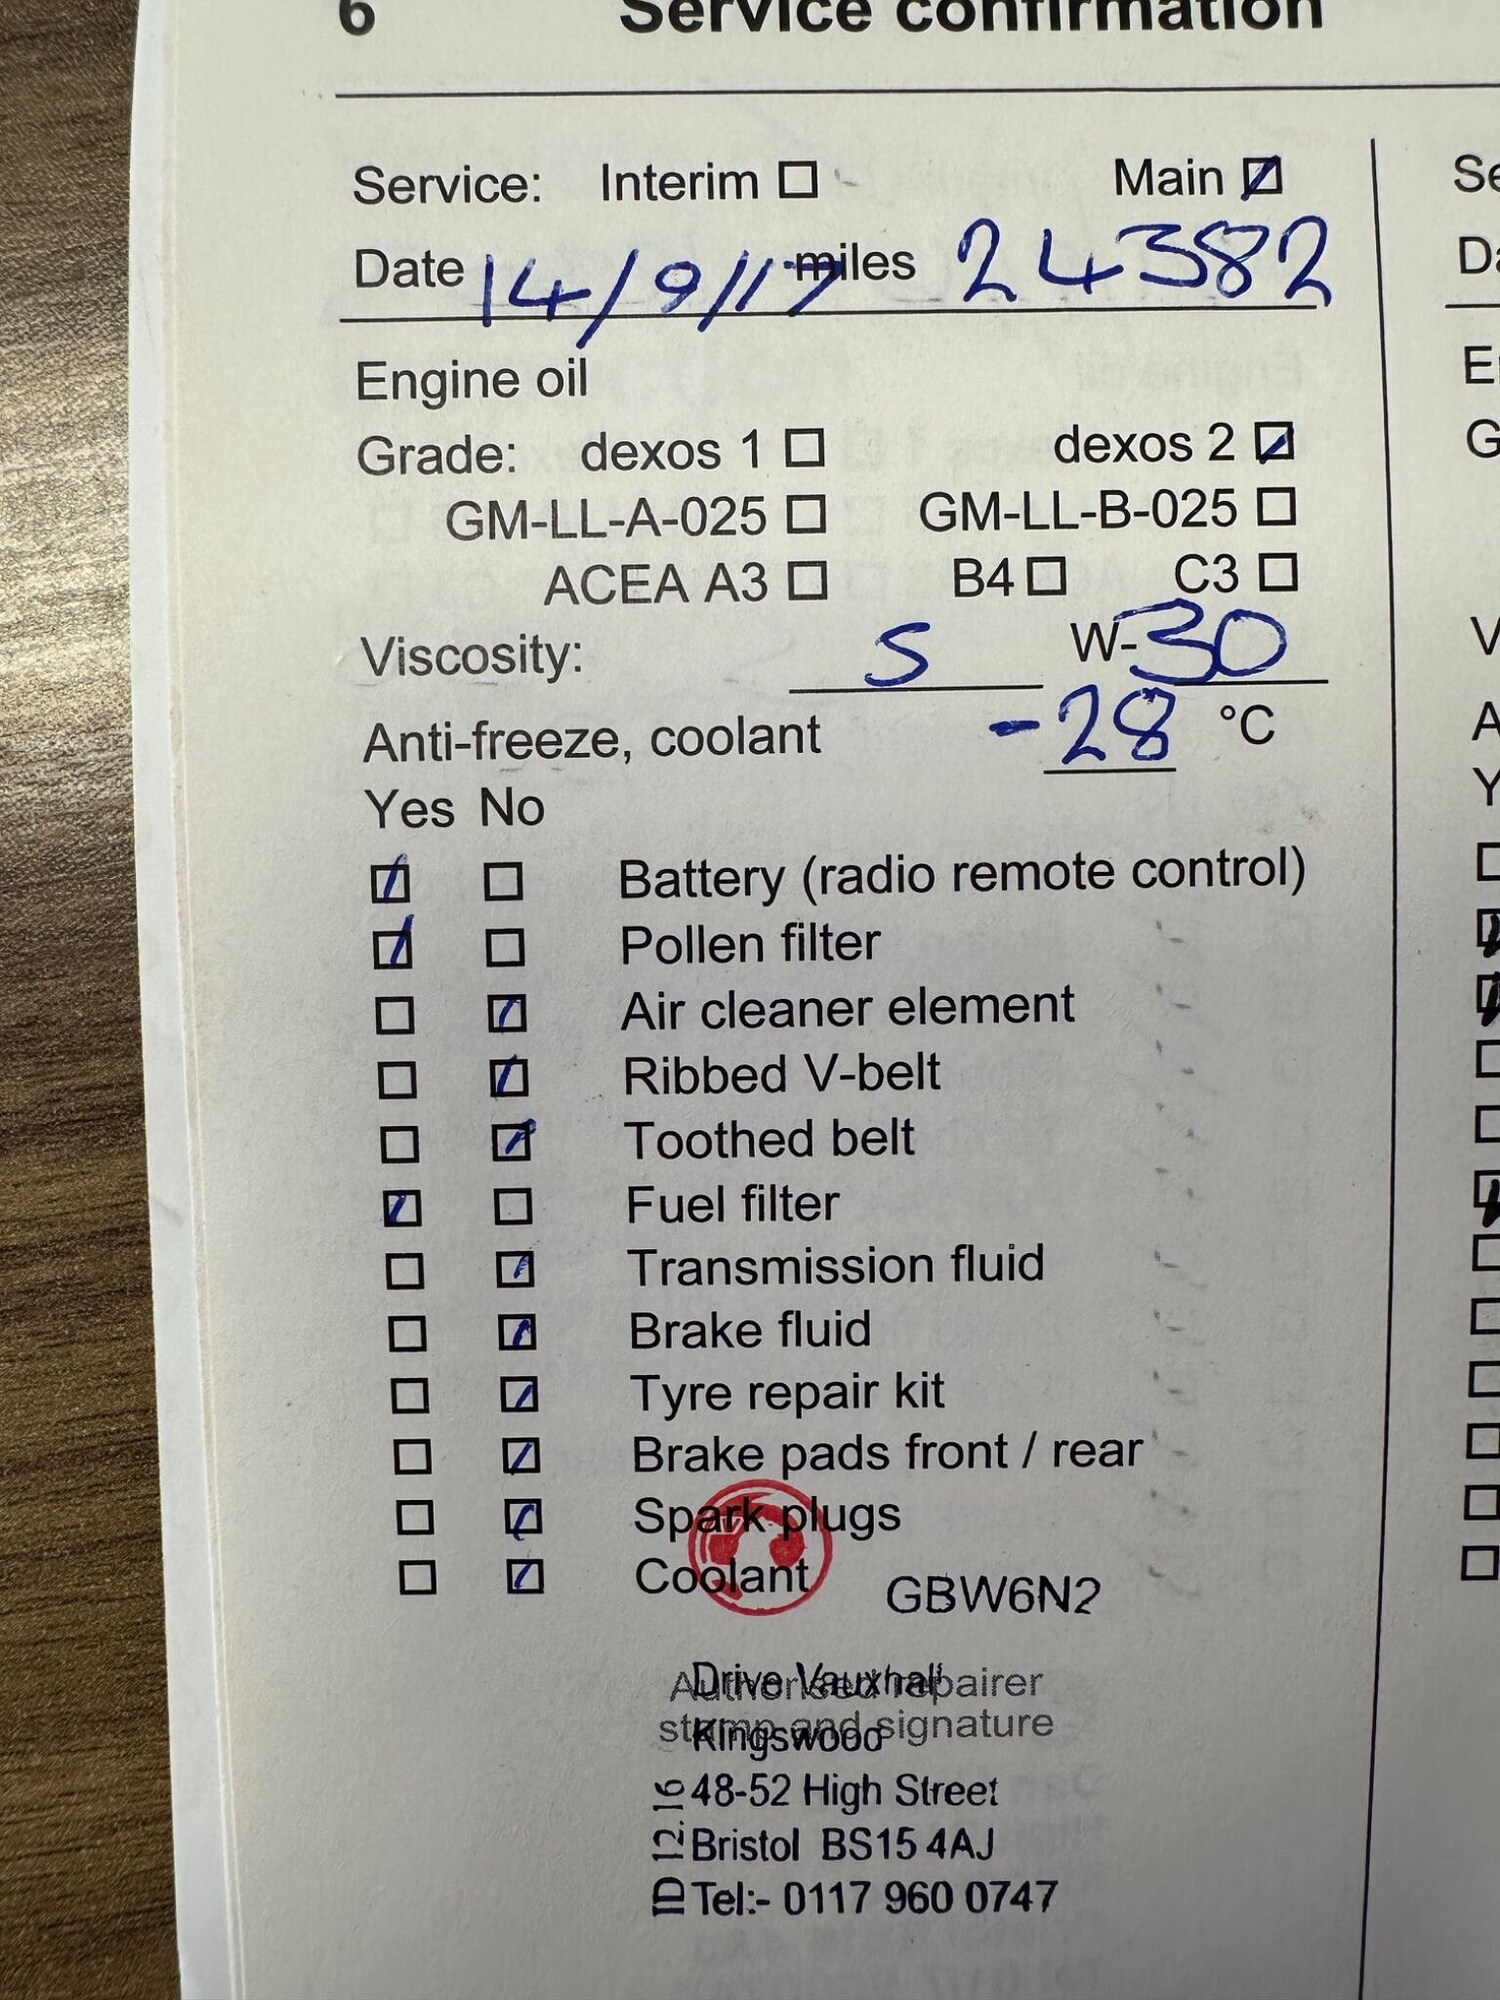 6 Service confirmation
Service: Interim ☐ Main ☑
Date 14/9/17 miles 24382
Engine oil
Grade: dexos 1 ☐ dexos 2 ☑
GM-LL-A-025 ☐ GM-LL-B-025 ☐
ACEA A3 ☐ B4 ☐ C3 ☐
Viscosity: 5 W-30
Anti-freeze, coolant -28 °C
Yes No
☑ ☐ Battery (radio remote control)
☑ ☐ Pollen filter
☐ ☑ Air cleaner element
☐ ☑ Ribbed V-belt
☐ ☑ Toothed belt
☑ ☐ Fuel filter
☐ ☑ Transmission fluid
☐ ☑ Brake fluid
☐ ☑ Tyre repair kit
☐ ☑ Brake pads front / rear
☐ ☑ Spark plugs
☐ ☑ Coolant
GBW6N2
Authorised repairer
stamp and signature
Drive Vauxhall
Kingswood
48-52 High Street
Bristol BS15 4AJ
Tel:- 0117 960 0747
ID 12.16